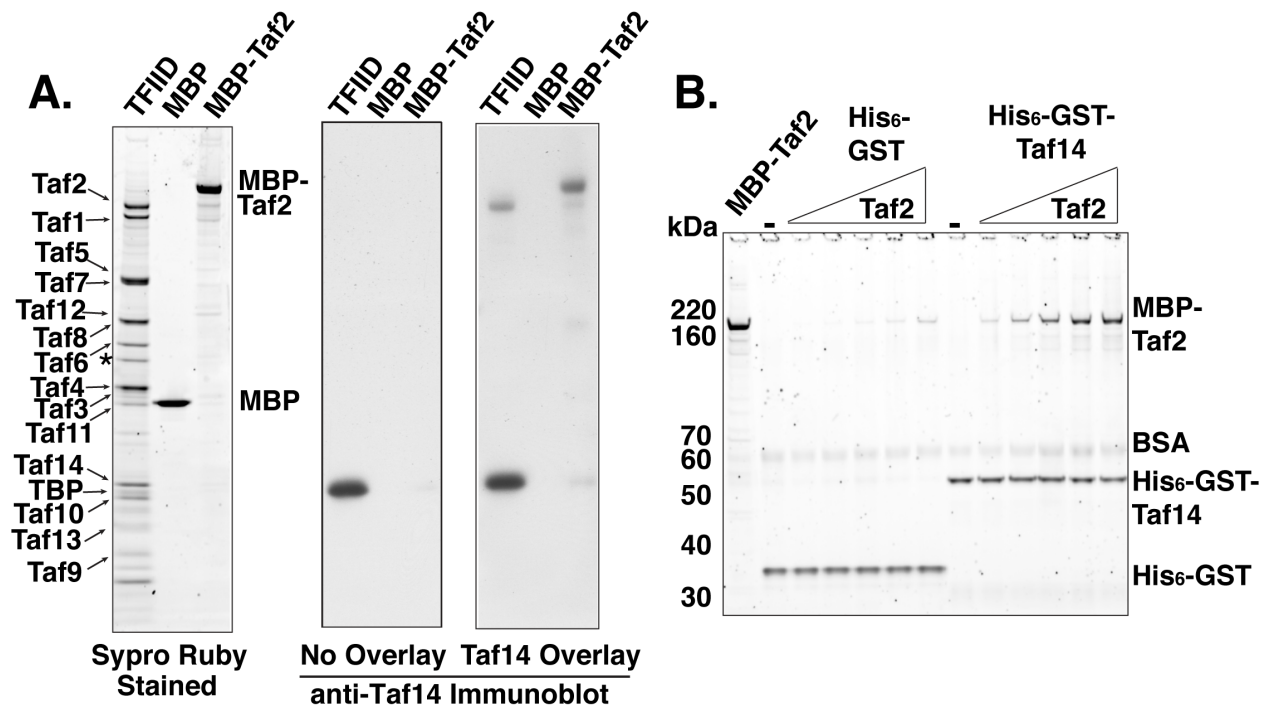 A.
TFIID
MBP
MBP-Taf2
Taf2
Taf1
Taf5
Taf7
Taf12
Taf8
Taf6 *
Taf4
Taf3
Taf11
Taf14
TBP
Taf10
Taf13
Taf9
MBP-
Taf2
MBP
Sypro Ruby
Stained
TFIID
MBP
MBP-Taf2
No Overlay
TFIID
MBP
MBP-Taf2
Taf14 Overlay
anti-Taf14 Immunoblot
B.
MBP-Taf2
His6-
GST
His6-GST-
Taf14
- Taf2
- Taf2
kDa
220
160
70
60
50
40
30
MBP-
Taf2
BSA
His6-GST-
Taf14
His6-GST